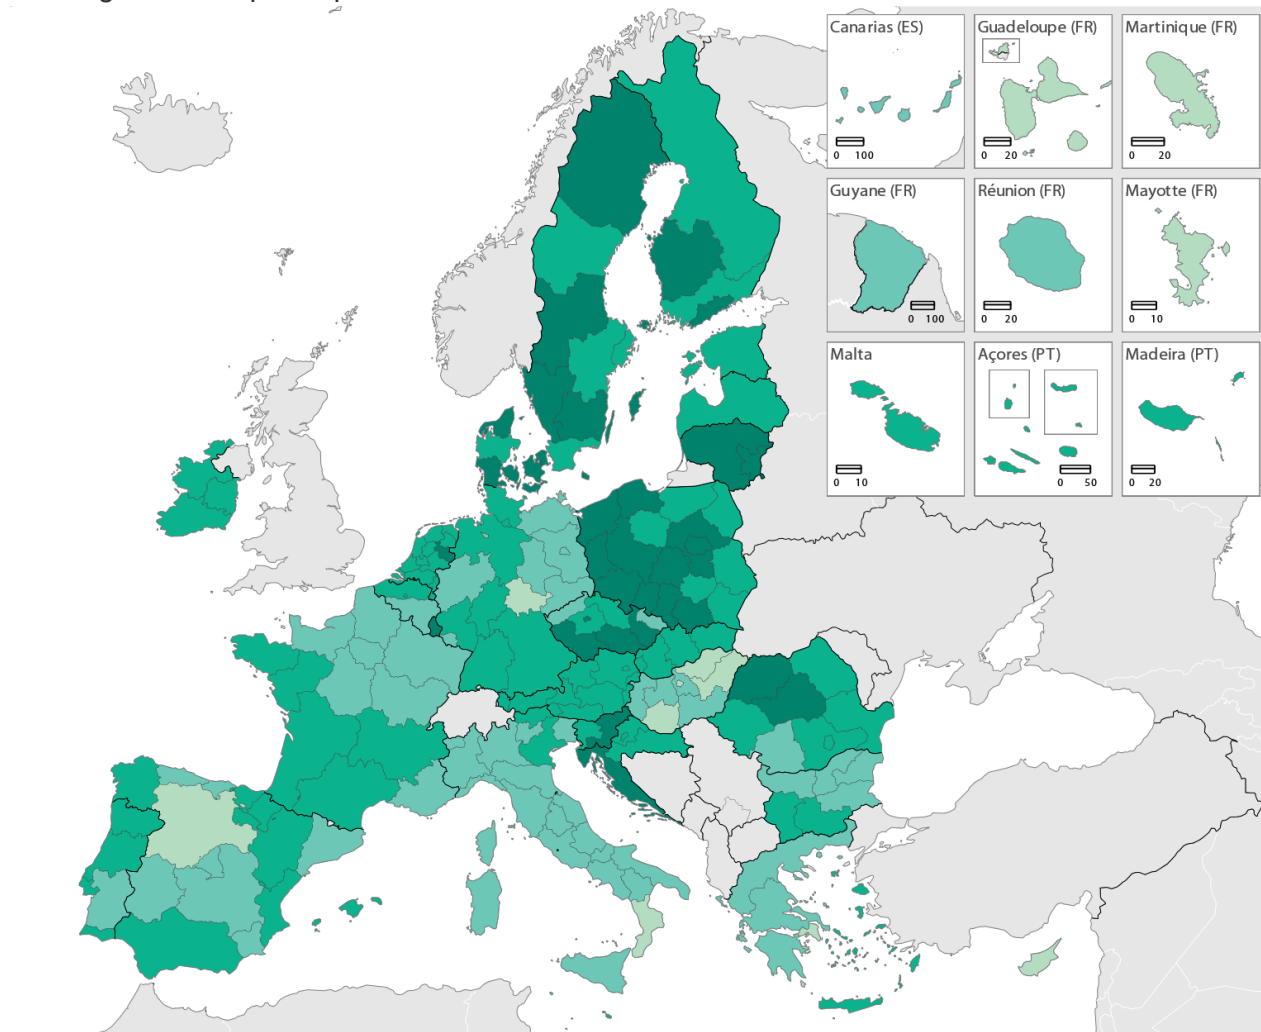 Canarias (ES)
0 100
Guadeloupe (FR)
0 20
Martinique (FR)
0 20
Guyane (FR)
0 100
Réunion (FR)
0 20
Mayotte (FR)
0 10
Malta
0 10
Açores (PT)
0 50
Madeira (PT)
0 20